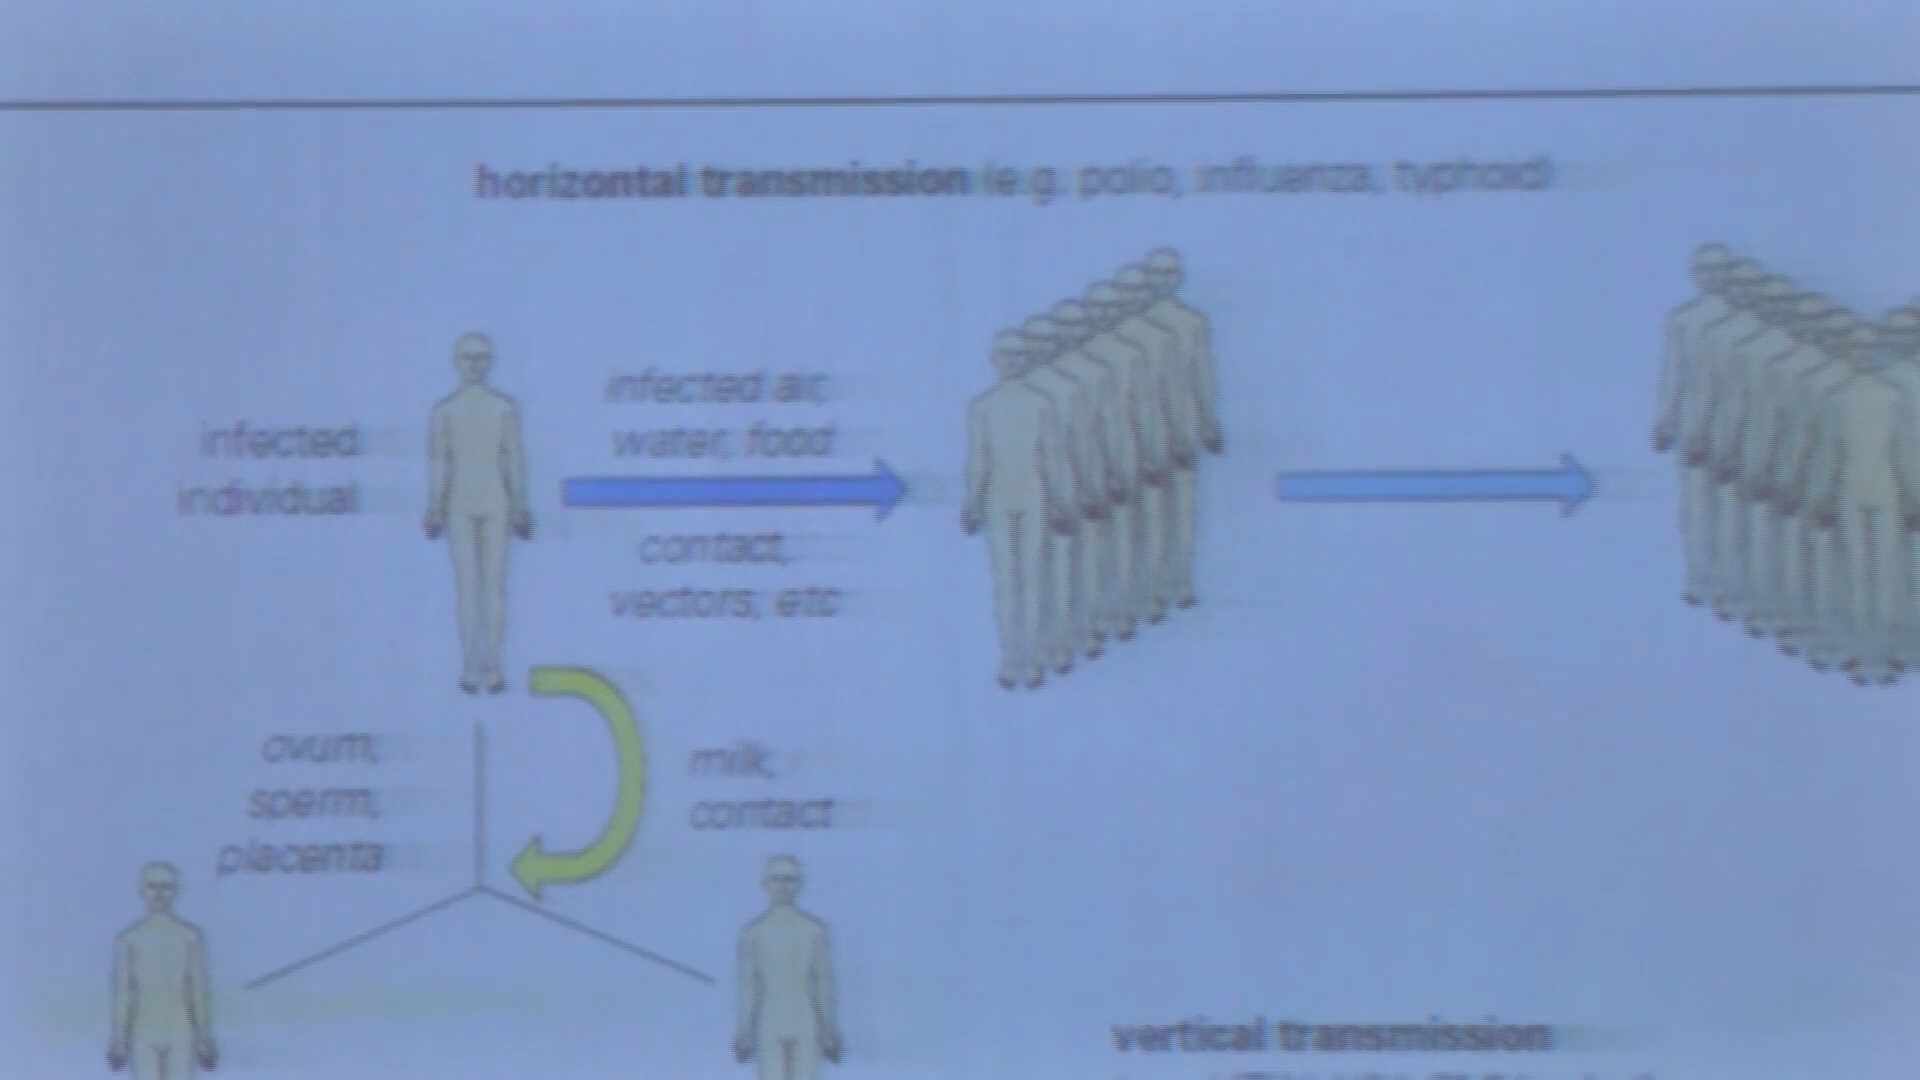 horizontal transmission (e.g. polio, influenza, typhoid)
infected air,
water, food
infected
individual
contact,
vectors, etc
ovum,
sperm,
placenta
milk,
contact
vertical transmission